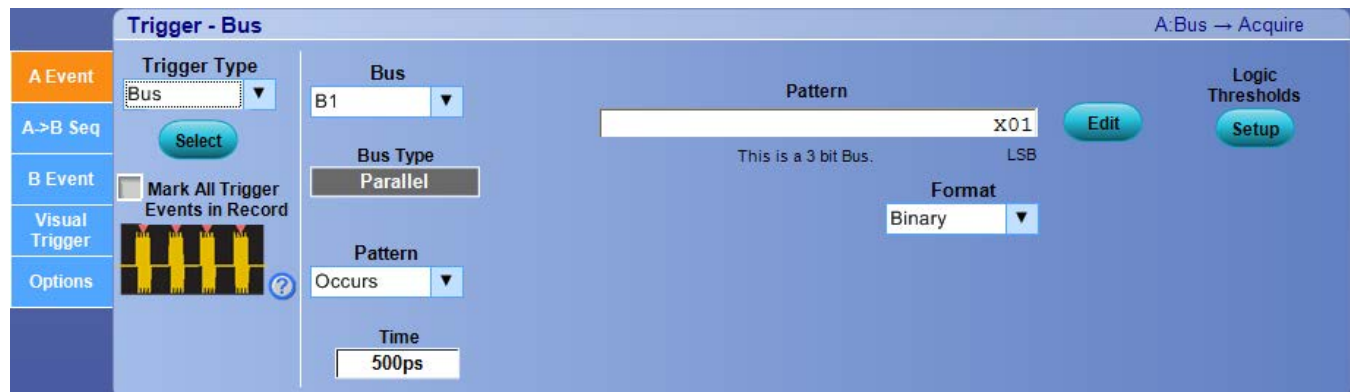 Trigger - Bus
A:Bus → Acquire
A Event
A->B Seq
B Event
Visual
Trigger
Options
Trigger Type
Bus
Select
Mark All Trigger
Events in Record
?
Bus
B1
Bus Type
Parallel
Pattern
Occurs
Time
500ps
Pattern
X01
This is a 3 bit Bus.
LSB
Edit
Format
Binary
Logic
Thresholds
Setup